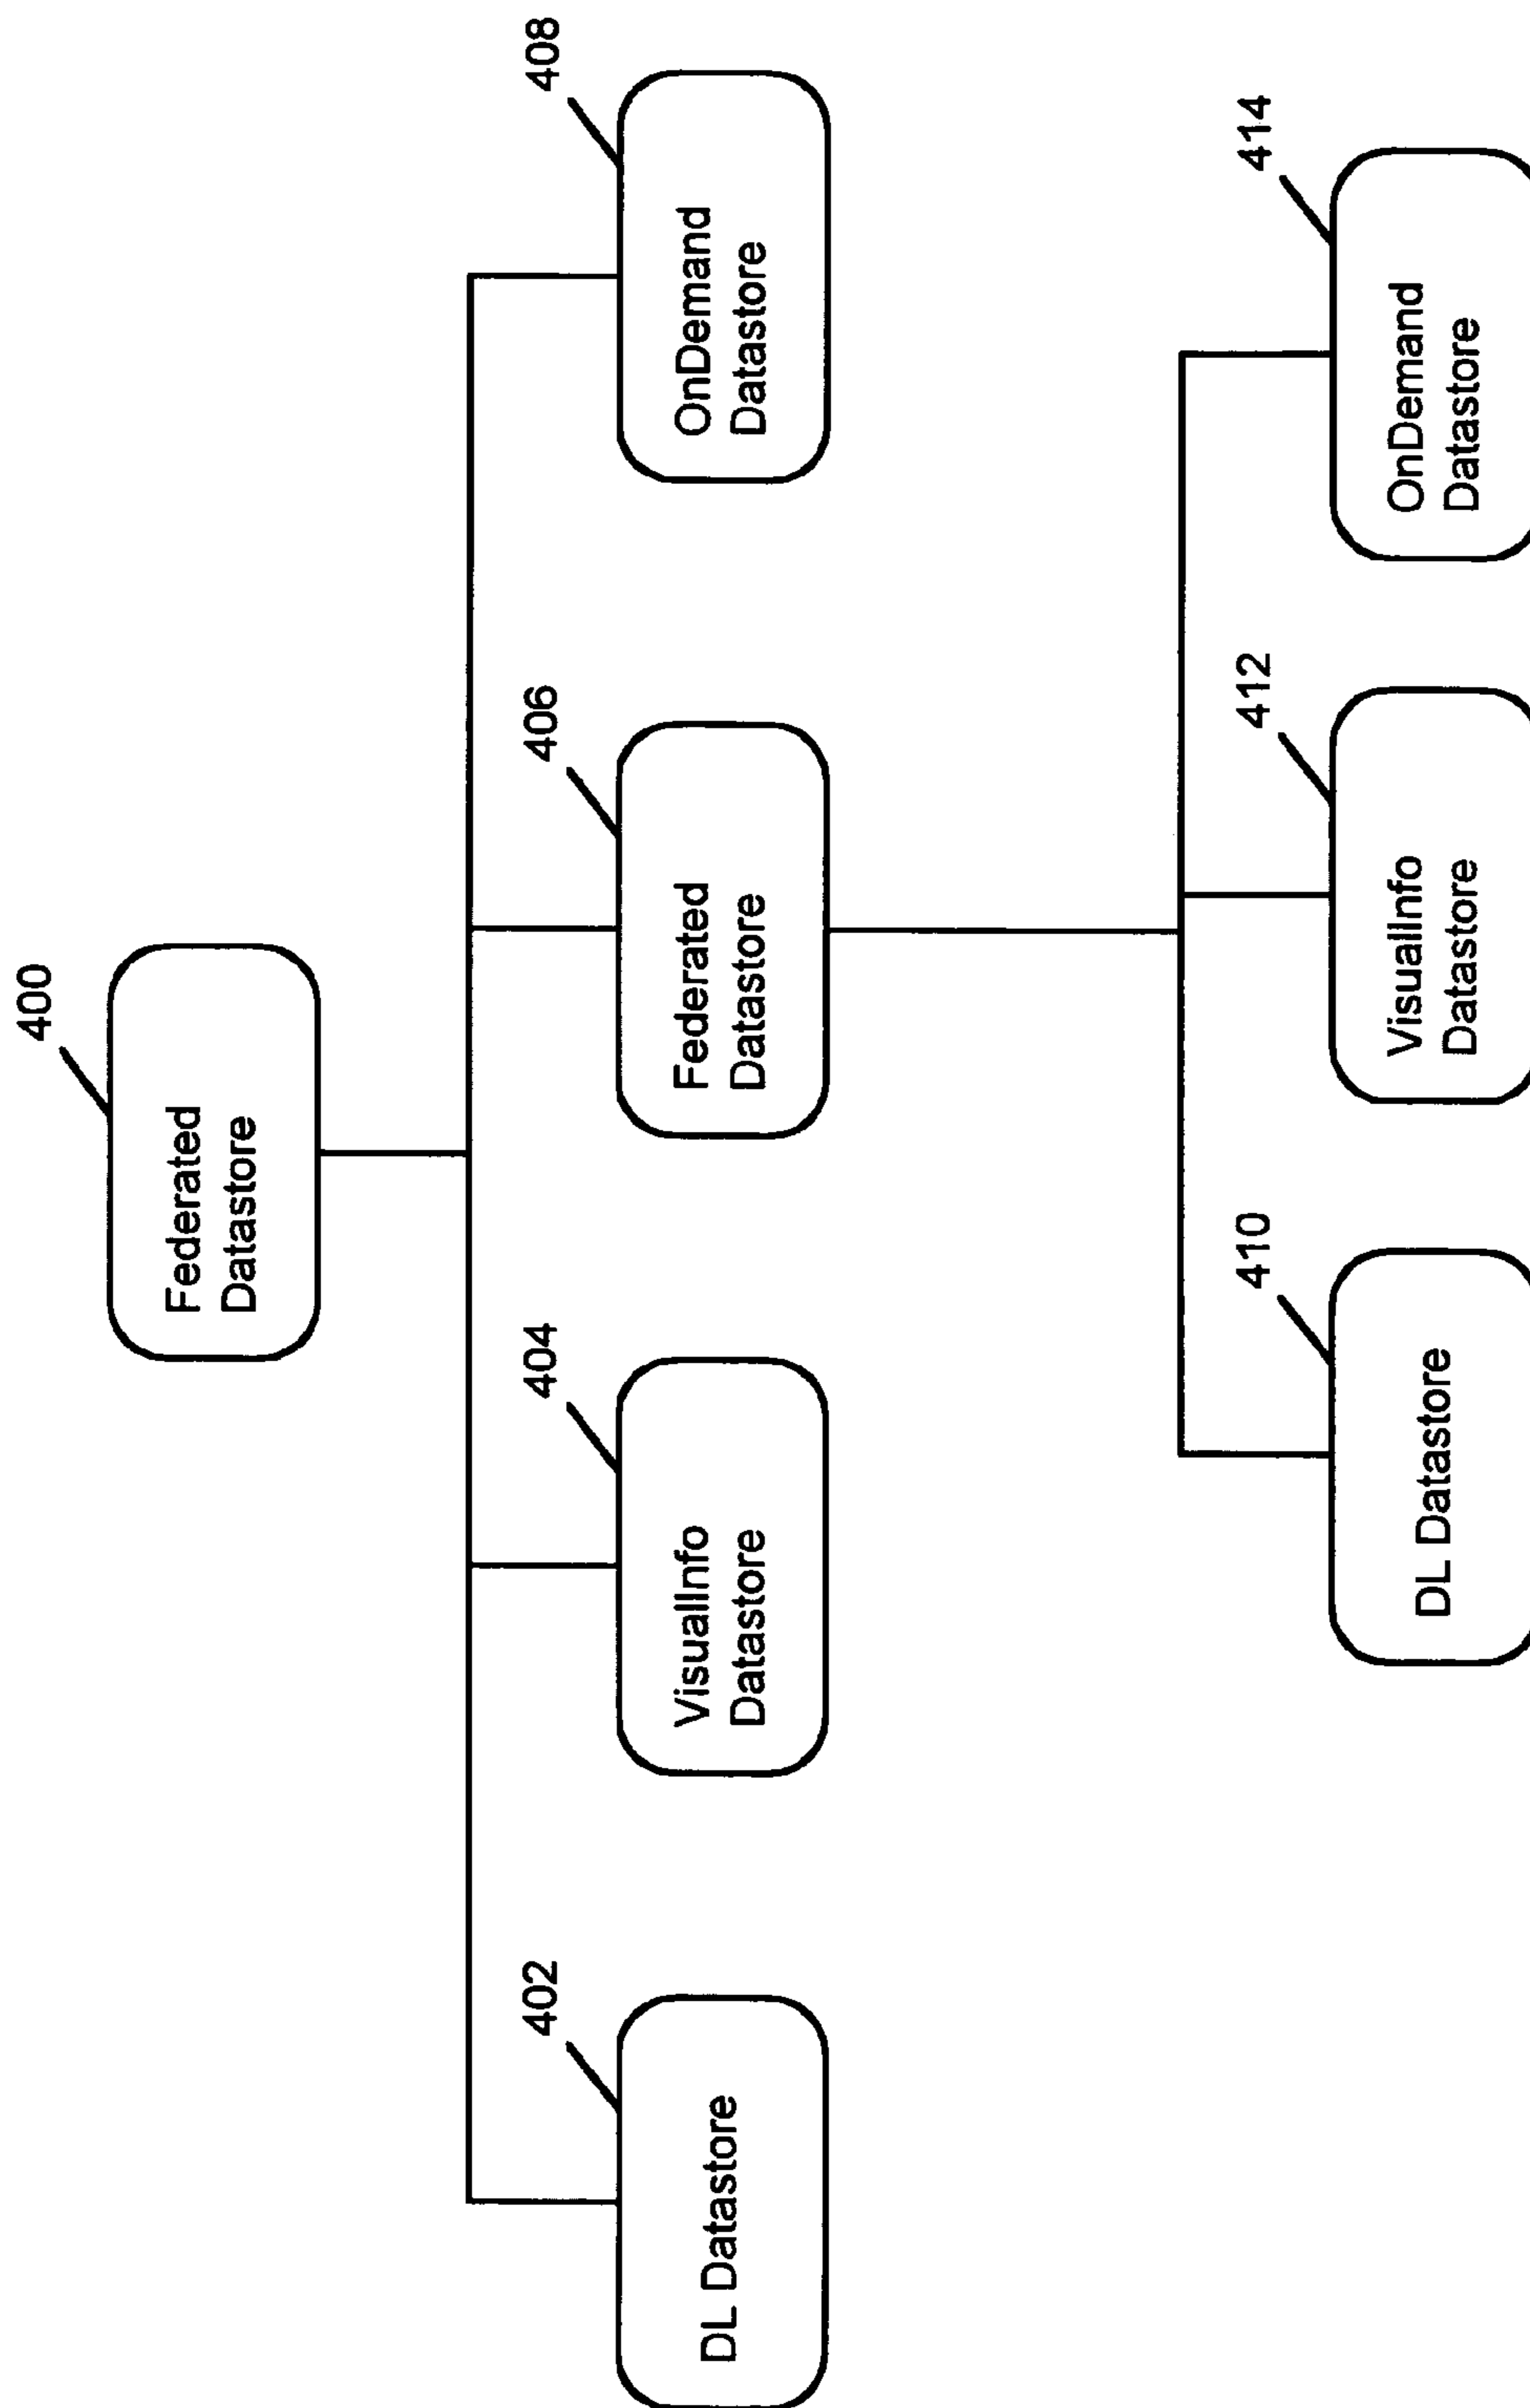 400
Federated
Datastore
402
DL Datastore
404
VisualInfo
Datastore
406
Federated
Datastore
408
OnDemand
Datastore
410
DL Datastore
412
VisualInfo
Datastore
414
OnDemand
Datastore